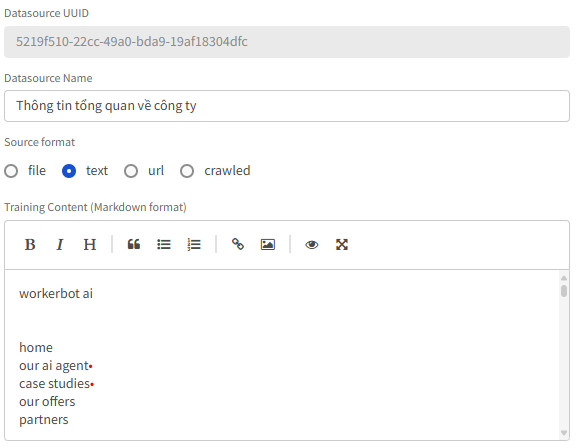 Datasource UUID
5219f510-22cc-49a0-bda9-19af18304dfc
Datasource Name
Thông tin tổng quan về công ty
Source format
file text url crawled
Training Content (Markdown format)
B I H
workerbot ai
home
our ai agent•
case studies•
our offers
partners